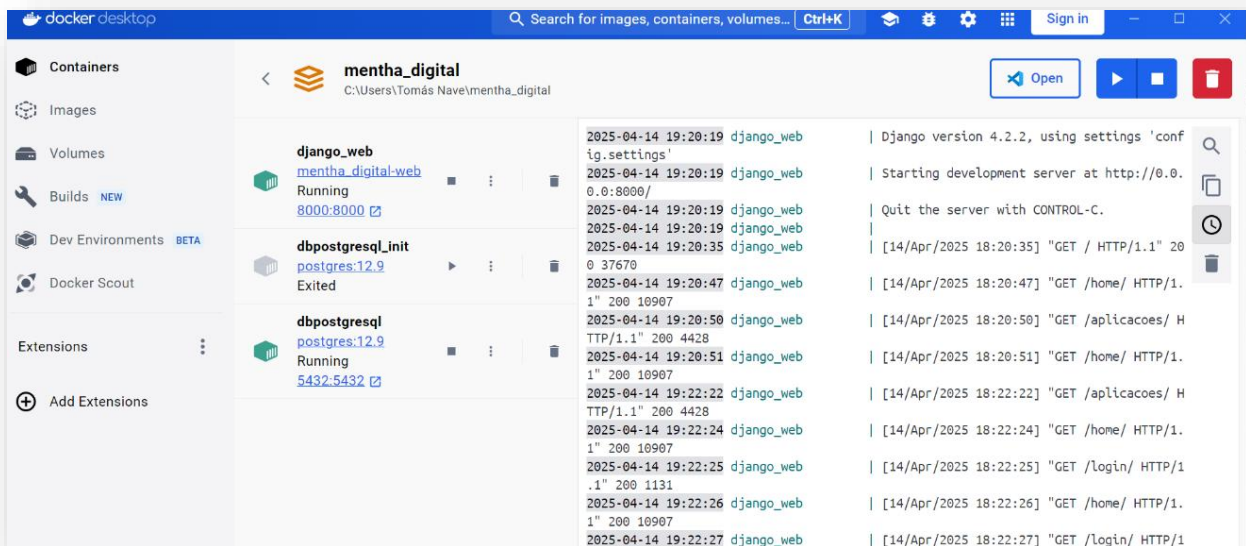 docker desktop
Search for images, containers, volumes... Ctrl+K
Sign in
Containers
Images
Volumes
Builds NEW
Dev Environments BETA
Docker Scout
Extensions
Add Extensions
mentha_digital
C:\Users\Tomás Nave\mentha_digital
Open
django_web
mentha_digital-web
Running
8000:8000
dbpostgresql_init
postgres:12.9
Exited
dbpostgresql
postgres:12.9
Running
5432:5432
2025-04-14 19:20:19 django_web | Django version 4.2.2, using settings 'conf
ig.settings'
2025-04-14 19:20:19 django_web | Starting development server at http://0.0.
0.0:8000/
2025-04-14 19:20:19 django_web | Quit the server with CONTROL-C.
2025-04-14 19:20:19 django_web |
2025-04-14 19:20:35 django_web | [14/Apr/2025 18:20:35] "GET / HTTP/1.1" 20
0 37670
2025-04-14 19:20:47 django_web | [14/Apr/2025 18:20:47] "GET /home/ HTTP/1.
1" 200 10907
2025-04-14 19:20:50 django_web | [14/Apr/2025 18:20:50] "GET /aplicacoes/ H
TTP/1.1" 200 4428
2025-04-14 19:20:51 django_web | [14/Apr/2025 18:20:51] "GET /home/ HTTP/1.
1" 200 10907
2025-04-14 19:22:22 django_web | [14/Apr/2025 18:22:22] "GET /aplicacoes/ H
TTP/1.1" 200 4428
2025-04-14 19:22:24 django_web | [14/Apr/2025 18:22:24] "GET /home/ HTTP/1.
1" 200 10907
2025-04-14 19:22:25 django_web | [14/Apr/2025 18:22:25] "GET /login/ HTTP/1
.1" 200 1131
2025-04-14 19:22:26 django_web | [14/Apr/2025 18:22:26] "GET /home/ HTTP/1.
1" 200 10907
2025-04-14 19:22:27 django_web | [14/Apr/2025 18:22:27] "GET /login/ HTTP/1